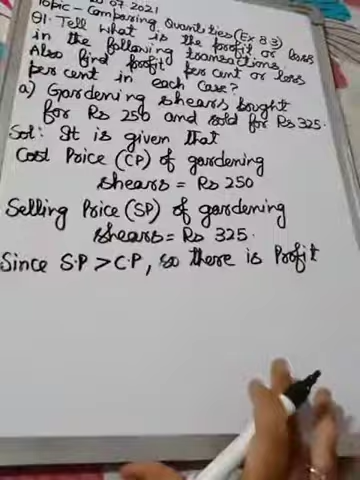 07.2021
Topic - Comparing Quantities (Ex 8.3)
Q1. Tell what is the profit or loss
in the following transactions.
Also find profit per cent or loss
per cent in each case?
a) Gardening shears bought
for Rs 250 and sold for Rs 325.
Sol: It is given that
Cost Price (CP) of gardening
shears = Rs 250
Selling Price (SP) of gardening
shears = Rs 325.
Since S.P > C.P, so there is Profit